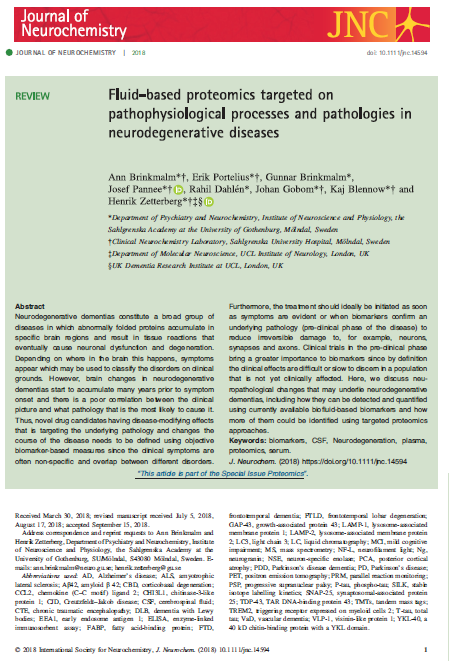 Journal of
Neurochemistry
JNC
JOURNAL OF NEUROCHEMISTRY | 2018
doi: 10.1111/jnc.14594
REVIEW
Fluid–based proteomics targeted on
pathophysiological processes and pathologies in
neurodegenerative diseases
Ann Brinkmalm*†, Erik Portelius*†, Gunnar Brinkmalm*,
Josef Pannee*† iD, Rahil Dahlén*, Johan Gobom*†, Kaj Blennow*† and
Henrik Zetterberg*†‡§ iD
*Department of Psychiatry and Neurochemistry, Institute of Neuroscience and Physiology, the
Sahlgrenska Academy at the University of Gothenburg, Mölndal, Sweden
†Clinical Neurochemistry Laboratory, Sahlgrenska University Hospital, Mölndal, Sweden
‡Department of Molecular Neuroscience, UCL Institute of Neurology, London, UK
§UK Dementia Research Institute at UCL, London, UK
Abstract
Neurodegenerative dementias constitute a broad group of
diseases in which abnormally folded proteins accumulate in
specific brain regions and result in tissue reactions that
eventually cause neuronal dysfunction and degeneration.
Depending on where in the brain this happens, symptoms
appear which may be used to classify the disorders on clinical
grounds. However, brain changes in neurodegenerative
dementias start to accumulate many years prior to symptom
onset and there is a poor correlation between the clinical
picture and what pathology that is the most likely to cause it.
Thus, novel drug candidates having disease-modifying effects
that is targeting the underlying pathology and changes the
course of the disease needs to be defined using objective
biomarker-based measures since the clinical symptoms are
often non-specific and overlap between different disorders.
Furthermore, the treatment should ideally be initiated as soon
as symptoms are evident or when biomarkers confirm an
underlying pathology (pre-clinical phase of the disease) to
reduce irreversible damage to, for example, neurons,
synapses and axons. Clinical trials in the pre-clinical phase
bring a greater importance to biomarkers since by definition
the clinical effects are difficult or slow to discern in a population
that is not yet clinically affected. Here, we discuss neu-
ropathological changes that may underlie neurodegenerative
dementias, including how they can be detected and quantified
using currently available biofluid-based biomarkers and how
more of them could be identified using targeted proteomics
approaches.
Keywords: biomarkers, CSF, Neurodegeneration, plasma,
proteomics, serum.
J. Neurochem. (2018) https://doi.org/10.1111/jnc.14594
"This article is part of the Special Issue Proteomics".
Received March 30, 2018; revised manuscript received July 5, 2018,
August 17, 2018; accepted September 15, 2018.
Address correspondence and reprint requests to Ann Brinkmalm and
Henrik Zetterberg, Department of Psychiatry and Neurochemistry, Institute
of Neuroscience and Physiology, the Sahlgrenska Academy at the
University of Gothenburg, SU/Mölndal, S43080 Mölndal, Sweden. E-
mails: ann.brinkmalm@neuro.gu.se; henrik.zetterberg@gu.se
Abbreviations used: AD, Alzheimer's disease; ALS, amyotrophic
lateral sclerosis; Aβ42, amyloid β 42; CBD, corticobasal degeneration;
CCL2, chemokine (C–C motif) ligand 2; CHI3L1, chitinase-3-like
protein 1; CJD, Creutzfeldt–Jakob disease; CSF, cerebrospinal fluid;
CTE, chronic traumatic encephalopathy; DLB, dementia with Lewy
bodies; EEA1, early endosome antigen 1; ELISA, enzyme-linked
immunosorbent assay; FABP, fatty acid-binding protein; FTD,
frontotemporal dementia; FTLD, frontotemporal lobar degeneration;
GAP-43, growth-associated protein 43; LAMP-1, lysosome-associated
membrane protein 1; LAMP-2, lysosome-associated membrane protein
2; LC3, light chain 3; LC, liquid chromatography; MCI, mild cognitive
impairment; MS, mass spectrometry; NF-L, neurofilament light; Ng,
neurogranin; NSE, neuron-specific enolase; PCA, posterior cortical
atrophy; PDD, Parkinson's disease dementia; PD, Parkinson's disease;
PET, positron emission tomography; PRM, parallel reaction monitoring;
PSP, progressive supranuclear palsy; P-tau, phospho-tau; SILK, stable
isotope labelling kinetics; SNAP-25, synaptosomal-associated protein
25; TDP-43, TAR DNA-binding protein 43; TMTs, tandem mass tags;
TREM2, triggering receptor expressed on myeloid cells 2; T-tau, total
tau; VaD, vascular dementia; VLP-1, visinin-like protein 1; YKL-40, a
40 kD chitin-binding protein with a YKL domain.
© 2018 International Society for Neurochemistry, J. Neurochem. (2018) 10.1111/jnc.14594
1